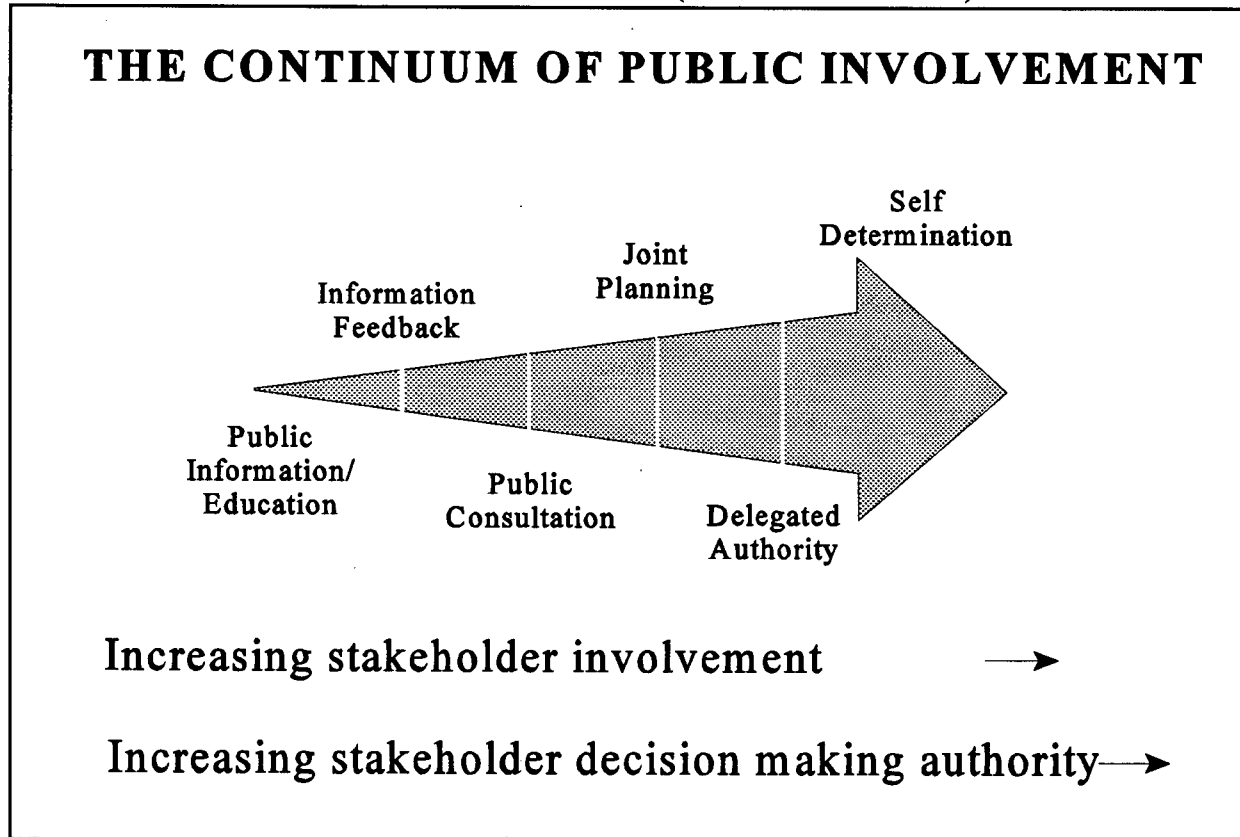 THE CONTINUUM OF PUBLIC INVOLVEMENT
Self
Determination
Joint
Planning
Information
Feedback
Public
Information/
Education
Public
Consultation
Delegated
Authority
Increasing stakeholder involvement
Increasing stakeholder decision making authority